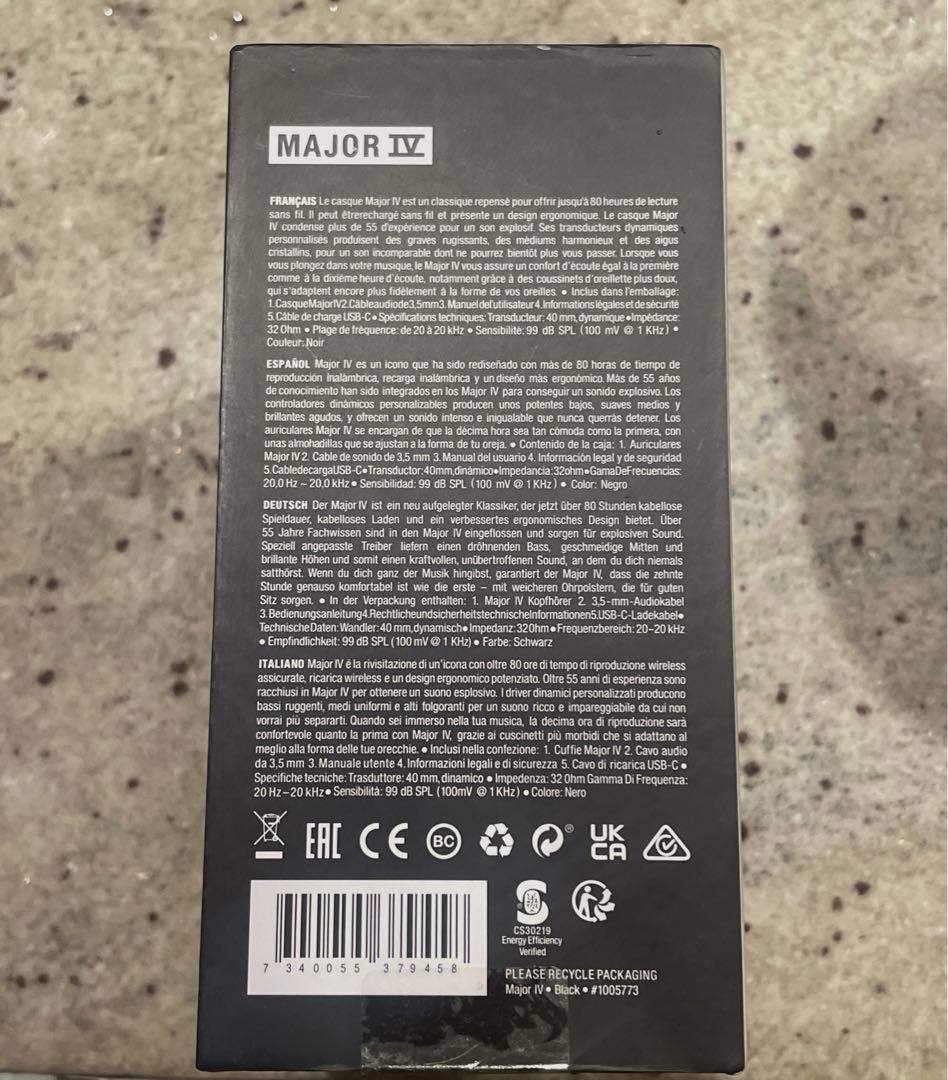 MAJOR IV
FRANÇAIS Le casque Major IV est un classique repensé pour offrir jusqu'à 80 heures de lecture
sans fil. Il peut êtrerechargé sans fil et présente un design ergonomique. Le casque Major
IV condense plus de 55 d'expérience pour un son explosif. Ses transducteurs dynamiques
personnalisés produisent des graves rugissants, des médiums harmonieux et des aigus
cristallins, pour un son incomparable dont ne pourrez bientôt plus vous passer. Lorsque vous
vous plongez dans votre musique, le Major IV vous assure un confort d'écoute égal à la première
comme à la dixième heure d'écoute, notamment grâce à des coussinets d'oreillette plus doux,
qui s'adaptent encore plus fidèlement à la forme de vos oreilles. • Inclus dans l'emballage:
1.CasqueMajorIV2.Câbleaudiode3,5mm3. Manuel del'utilisateur 4. Informations légales et de sécurité
5. Câble de charge USB-C • Spécifications techniques: Transducteur: 40 mm, dynamique •Impédance:
32 Ohm • Plage de fréquence: de 20 à 20 kHz • Sensibilité: 99 dB SPL (100 mV @ 1 KHz) •
Couleur: Noir
ESPAÑOL Major IV es un icono que ha sido rediseñado con más de 80 horas de tiempo de
reproducción inalámbrica, recarga inalámbrica y un diseño más ergonómico. Más de 55 años
de conocimiento han sido integrados en los Major IV para conseguir un sonido explosivo. Los
controladores dinámicos personalizables producen unos potentes bajos, suaves medios y
brillantes agudos, y ofrecen un sonido intenso e inigualable que nunca querrás detener. Los
auriculares Major IV se encargan de que la décima hora sea tan cómoda como la primera, con
unas almohadillas que se ajustan a la forma de tu oreja. • Contenido de la caja: 1. Auriculares
Major IV 2. Cable de sonido de 3,5 mm 3. Manual del usuario 4. Información legal y de seguridad
5.CabledecargaUSB-C•Transductor:40mm,dinámico•Impedancia:32ohm•GamaDeFrecuencias:
20,0 Hz ~ 20,0 kHz • Sensibilidad: 99 dB SPL (100 mV @ 1 KHz) • Color: Negro
DEUTSCH Der Major IV ist ein neu aufgelegter Klassiker, der jetzt über 80 Stunden kabellose
Spieldauer, kabelloses Laden und ein verbessertes ergonomisches Design bietet. Über
55 Jahre Fachwissen sind in den Major IV eingeflossen und sorgen für explosiven Sound.
Speziell angepasste Treiber liefern einen dröhnenden Bass, geschmeidige Mitten und
brillante Höhen und somit einen kraftvollen, unübertroffenen Sound, an dem du dich niemals
satthörst. Wenn du dich ganz der Musik hingibst, garantiert der Major IV, dass die zehnte
Stunde genauso komfortabel ist wie die erste – mit weicheren Ohrpolstern, die für guten
Sitz sorgen. • In der Verpackung enthalten: 1. Major IV Kopfhörer 2. 3,5-mm-Audiokabel
3.Bedienungsanleitung4.RechtlicheundsicherheitstechnischeInformationen5.USB-C-Ladekabel•
TechnischeDaten: Wandler: 40 mm, dynamisch• Impedanz: 32Ohm • Frequenzbereich: 20–20 kHz
• Empfindlichkeit: 99 dB SPL (100 mV @ 1 KHz) • Farbe: Schwarz
ITALIANO Major IV è la rivisitazione di un'icona con oltre 80 ore di tempo di riproduzione wireless
assicurate, ricarica wireless e un design ergonomico potenziato. Oltre 55 anni di esperienza sono
racchiusi in Major IV per ottenere un suono esplosivo. I driver dinamici personalizzati producono
bassi ruggenti, medi uniformi e alti folgoranti per un suono ricco e impareggiabile da cui non
vorrai più separarti. Quando sei immerso nella tua musica, la decima ora di riproduzione sarà
confortevole quanto la prima con Major IV, grazie ai cuscinetti più morbidi che si adattano al
meglio alla forma delle tue orecchie. • Inclusi nella confezione: 1. Cuffie Major IV 2. Cavo audio
da 3,5 mm 3. Manuale utente 4. Informazioni legali e di sicurezza 5. Cavo di ricarica USB-C •
Specifiche tecniche: Trasduttore: 40 mm, dinamico • Impedenza: 32 Ohm Gamma Di Frequenza:
20 Hz–20 kHz• Sensibilità: 99 dB SPL (100mV @ 1 KHz) • Colore: Nero
EAC CE BC ® UK
CA
7 340055 379458
CS30219
Energy Efficiency
Verified
PLEASE RECYCLE PACKAGING
Major IV • Black • #1005773